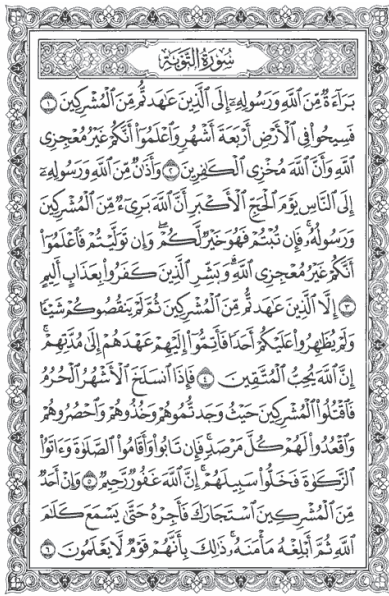 سُورَةُ التَّوْبَةِ
بَرَآءَةٌ مِّنَ ٱللَّهِ وَرَسُولِهِۦٓ إِلَى ٱلَّذِينَ عَٰهَدتُّم مِّنَ ٱلْمُشْرِكِينَ ١
فَسِيحُوا۟ فِى ٱلْأَرْضِ أَرْبَعَةَ أَشْهُرٍ وَٱعْلَمُوٓا۟ أَنَّكُمْ غَيْرُ مُعْجِزِى
ٱللَّهِ وَأَنَّ ٱللَّهَ مُخْزِى ٱلْكَٰفِرِينَ ٢ وَأَذَٰنٌ مِّنَ ٱللَّهِ وَرَسُولِهِۦٓ
إِلَى ٱلنَّاسِ يَوْمَ ٱلْحَجِّ ٱلْأَكْبَرِ أَنَّ ٱللَّهَ بَرِىٓءٌ مِّنَ ٱلْمُشْرِكِينَ
وَرَسُولُهُۥ فَإِن تُبْتُمْ فَهُوَ خَيْرٌ لَّكُمْ وَإِن تَوَلَّيْتُمْ فَٱعْلَمُوٓا۟
أَنَّكُمْ غَيْرُ مُعْجِزِى ٱللَّهِ وَبَشِّرِ ٱلَّذِينَ كَفَرُوا۟ بِعَذَابٍ أَلِيمٍ
٣ إِلَّا ٱلَّذِينَ عَٰهَدتُّم مِّنَ ٱلْمُشْرِكِينَ ثُمَّ لَمْ يَنقُصُوكُمْ شَيْـًٔا
وَلَمْ يُظَٰهِرُوا۟ عَلَيْكُمْ أَحَدًا فَأَتِمُّوٓا۟ إِلَيْهِمْ عَهْدَهُمْ إِلَىٰ مُدَّتِهِمْ
إِنَّ ٱللَّهَ يُحِبُّ ٱلْمُتَّقِينَ ٤ فَإِذَا ٱنسَلَخَ ٱلْأَشْهُرُ ٱلْحُرُمُ
فَٱقْتُلُوا۟ ٱلْمُشْرِكِينَ حَيْثُ وَجَدتُّمُوهُمْ وَخُذُوهُمْ وَٱحْصُرُوهُمْ
وَٱقْعُدُوا۟ لَهُمْ كُلَّ مَرْصَدٍ فَإِن تَابُوا۟ وَأَقَامُوا۟ ٱلصَّلَوٰةَ وَءَاتَوُا۟
ٱلزَّكَوٰةَ فَخَلُّوا۟ سَبِيلَهُمْ إِنَّ ٱللَّهَ غَفُورٌ رَّحِيمٌ ٥ وَإِنْ أَحَدٌ
مِّنَ ٱلْمُشْرِكِينَ ٱسْتَجَارَكَ فَأَجِرْهُ حَتَّىٰ يَسْمَعَ كَلَٰمَ
ٱللَّهِ ثُمَّ أَبْلِغْهُ مَأْمَنَهُۥ ذَٰلِكَ بِأَنَّهُمْ قَوْمٌ لَّا يَعْلَمُونَ ٦